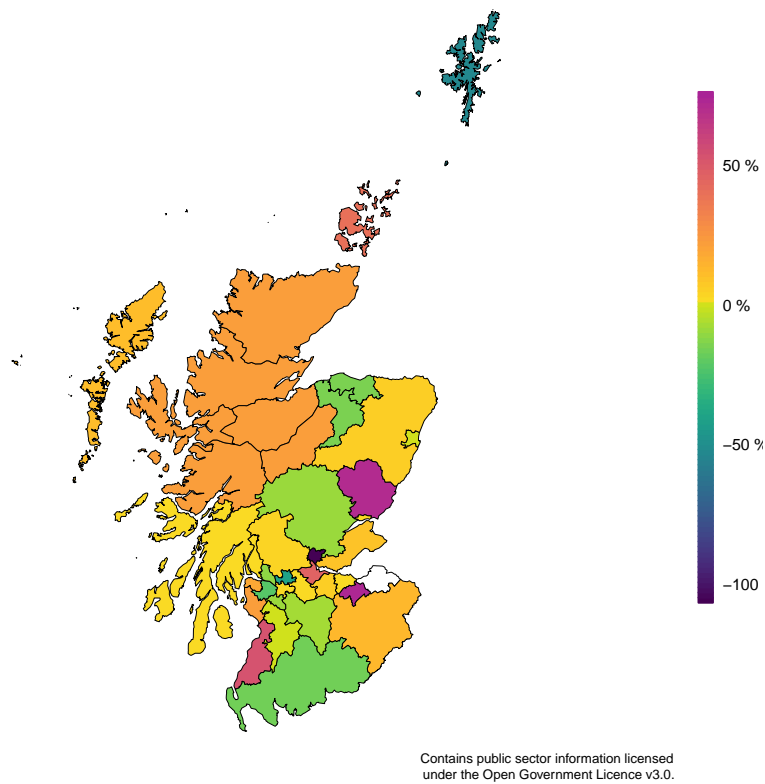 50 %
0 %
−50 %
−100
Contains public sector information licensed
under the Open Government Licence v3.0.